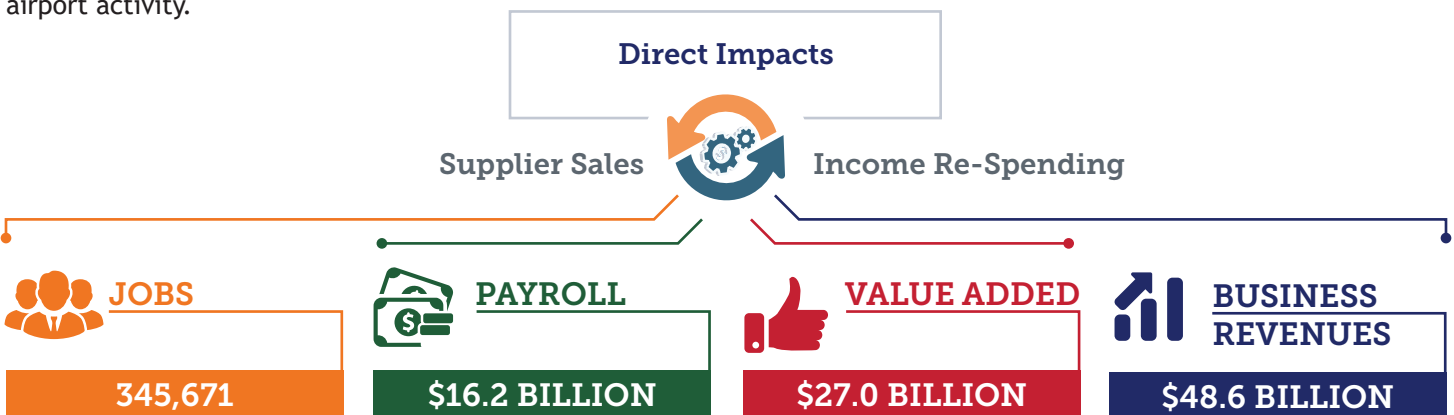 airport activity.
Direct Impacts
Supplier Sales
Income Re-Spending
JOBS
345,671
PAYROLL
$16.2 BILLION
VALUE ADDED
$27.0 BILLION
BUSINESS
REVENUES
$48.6 BILLION